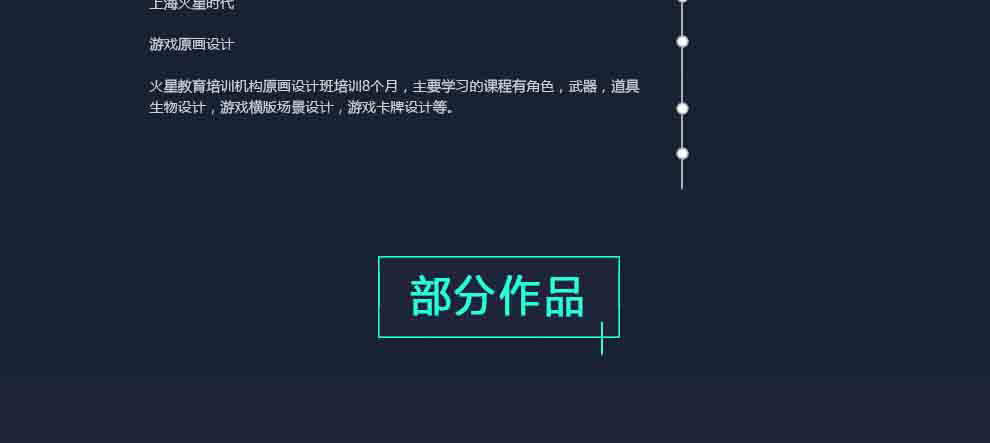 上海火星时代
游戏原画设计
火星教育培训机构原画设计班培训8个月，主要学习的课程有角色，武器，道具
生物设计，游戏横版场景设计，游戏卡牌设计等。
部分作品